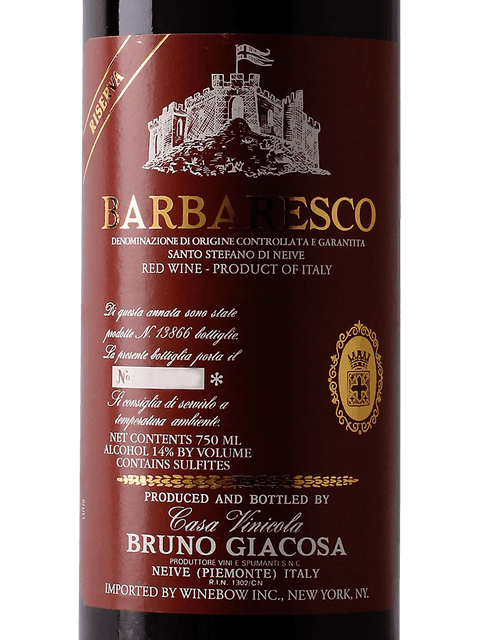 RISERVA
BARBARESCO
DENOMINAZIONE DI ORIGINE CONTROLLATA E GARANTITA
SANTO STEFANO DI NEIVE
RED WINE - PRODUCT OF ITALY
Di questa annata sono state
prodotte N. 13866 bottiglie.
La presente bottiglia porta il
No *
Si consiglia di servirlo a
temperatura ambiente.
NET CONTENTS 750 ML
ALCOHOL 14% BY VOLUME
CONTAINS SULFITES
PRODUCED AND BOTTLED BY
Casa Vinicola
BRUNO GIACOSA
PRODUTTORE VINI E SPUMANTI S.N.C.
NEIVE (PIEMONTE) ITALY
R.I.N. 1302/CN
IMPORTED BY WINEBOW INC., NEW YORK, NY.